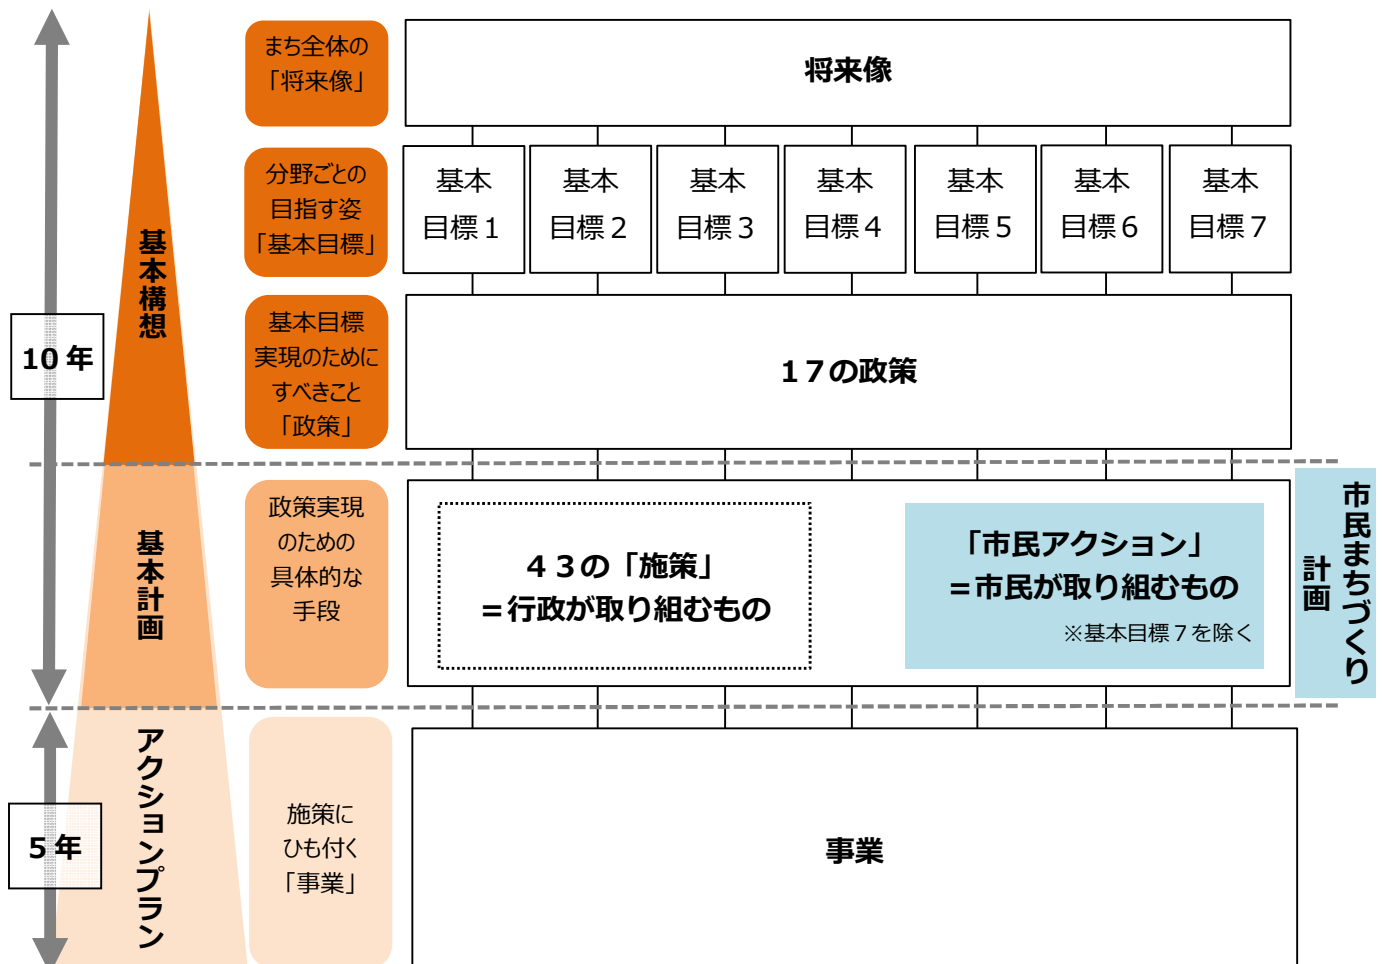 まち全体の
「将来像」
将来像
分野ごとの
目指す姿
「基本目標」
基本
目標１
基本
目標２
基本
目標３
基本
目標４
基本
目標５
基本
目標６
基本
目標７
基本構想
10 年
基本目標
実現のために
すべきこと
「政策」
１７の政策
基本計画
政策実現
のための
具体的な
手段
４３の「施策」
＝行政が取り組むもの
「市民アクション」
＝市民が取り組むもの
※基本目標７を除く
市民まちづくり
計画
アクションプラン
5 年
施策に
ひも付く
「事業」
事業